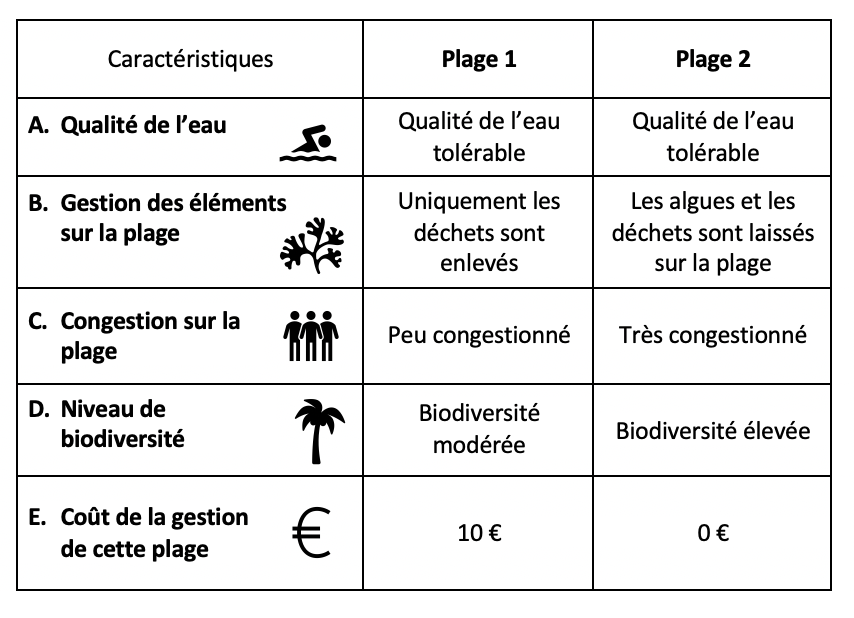 Caractéristiques
Plage 1
Plage 2
A. Qualité de l’eau
Qualité de l’eau
tolérable
Qualité de l’eau
tolérable
B. Gestion des éléments
sur la plage
Uniquement les
déchets sont
enlevés
Les algues et les
déchets sont laissés
sur la plage
C. Congestion sur la
plage
Peu congestionné
Très congestionné
D. Niveau de
biodiversité
Biodiversité
modérée
Biodiversité élevée
E. Coût de la gestion
de cette plage
€
10 €
0 €